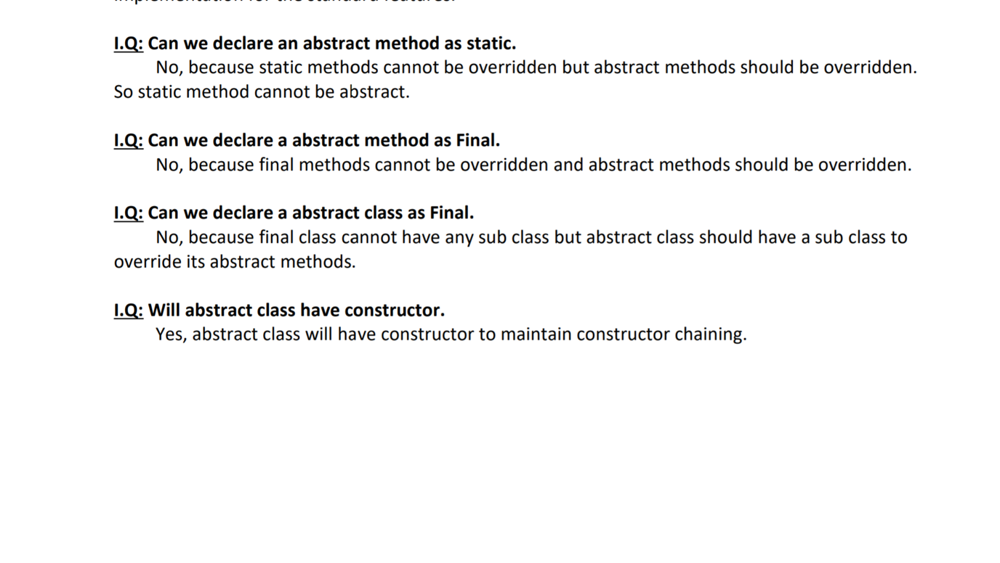 I.Q: Can we declare an abstract method as static.
No, because static methods cannot be overridden but abstract methods should be overridden.
So static method cannot be abstract.
I.Q: Can we declare a abstract method as Final.
No, because final methods cannot be overridden and abstract methods should be overridden.
I.Q: Can we declare a abstract class as Final.
No, because final class cannot have any sub class but abstract class should have a sub class to
override its abstract methods.
I.Q: Will abstract class have constructor.
Yes, abstract class will have constructor to maintain constructor chaining.